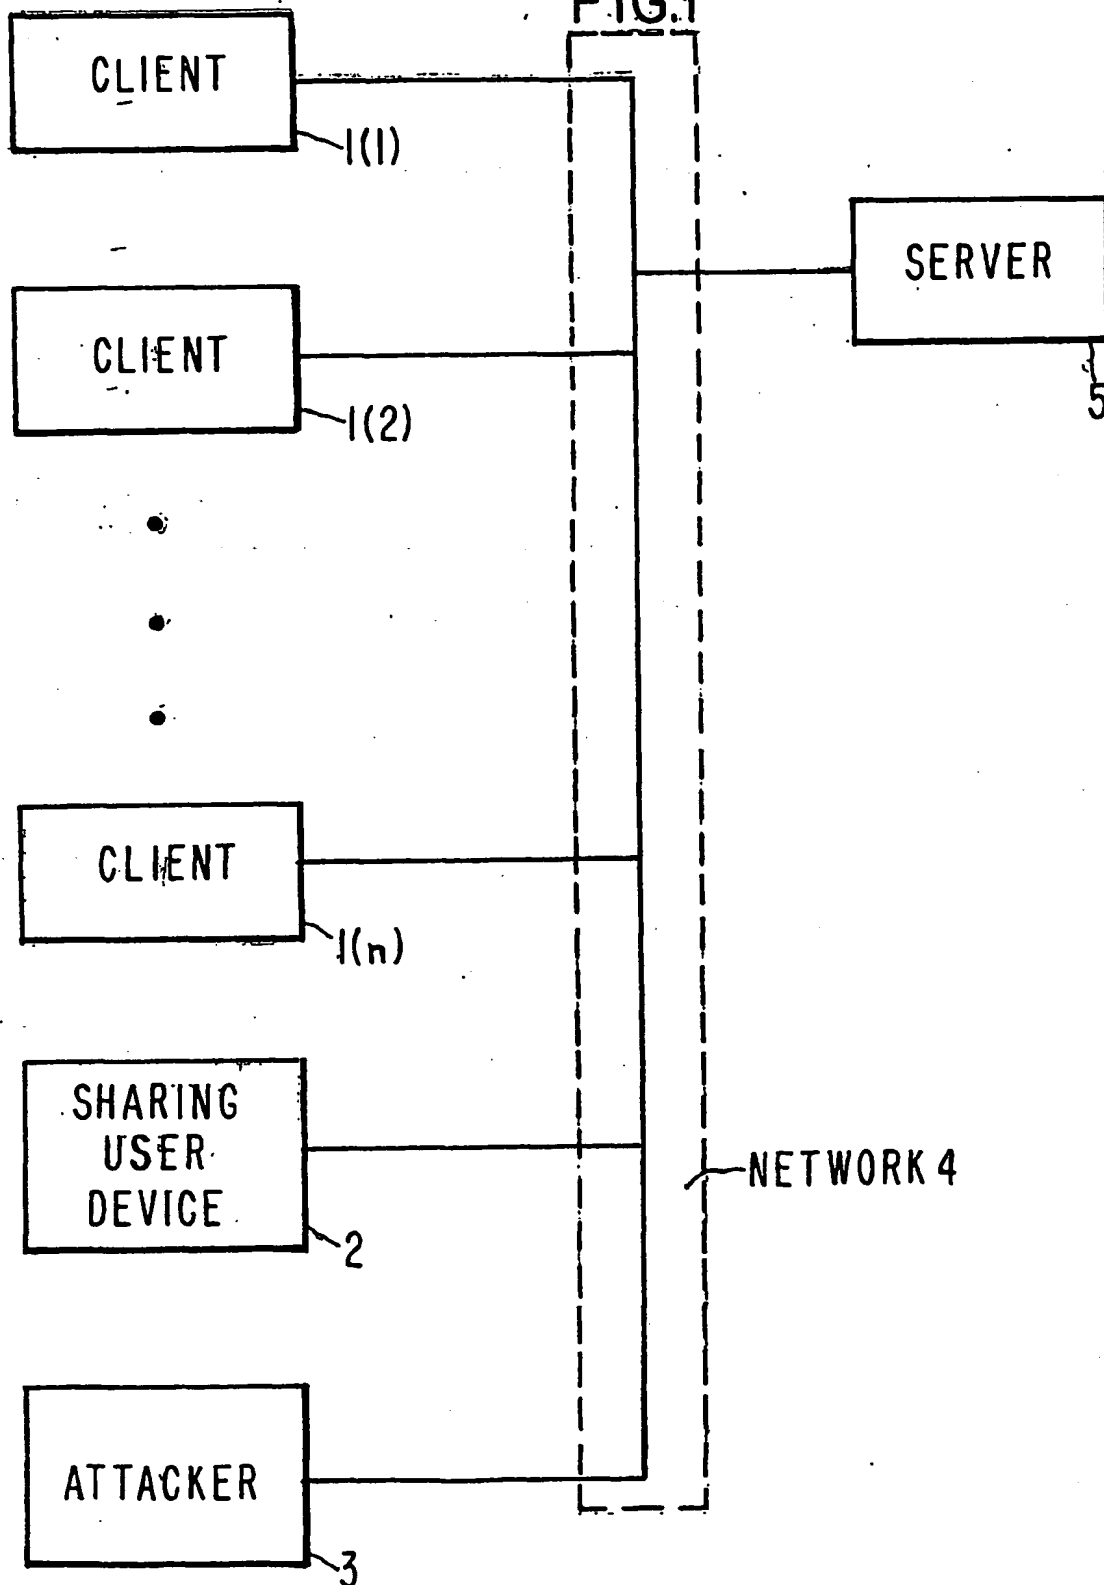 FIG.1
CLIENT
1(1)
SERVER
5
CLIENT
1(2)
CLIENT
1(n)
SHARING
USER
DEVICE
2
NETWORK 4
ATTACKER
3